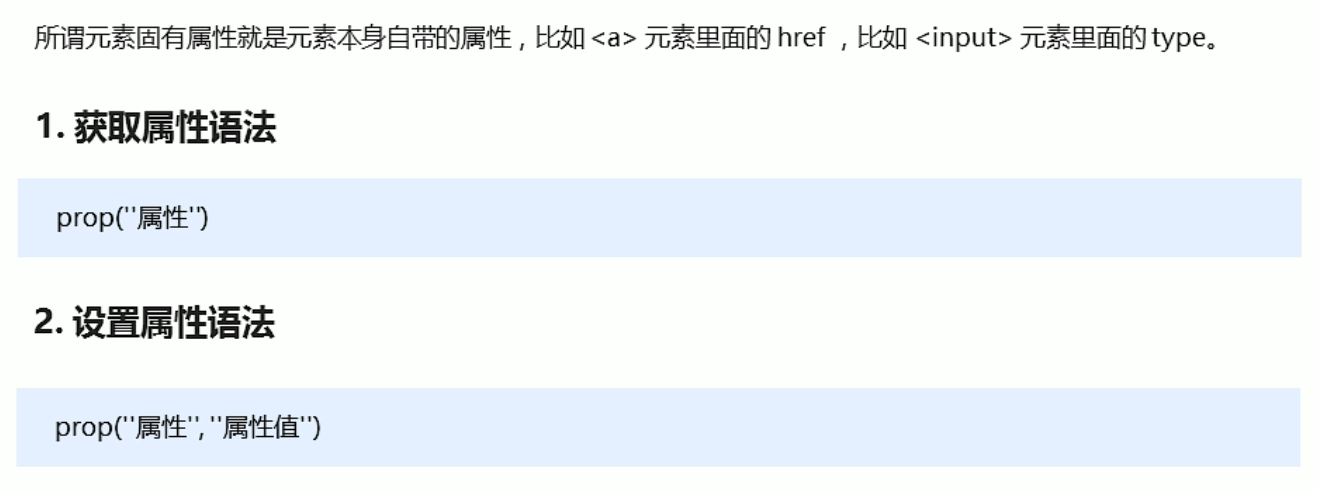 所谓元素固有属性就是元素本身自带的属性，比如 <a> 元素里面的 href ，比如 <input> 元素里面的 type。
1. 获取属性语法
prop(''属性'')
2. 设置属性语法
prop(''属性'', ''属性值'')